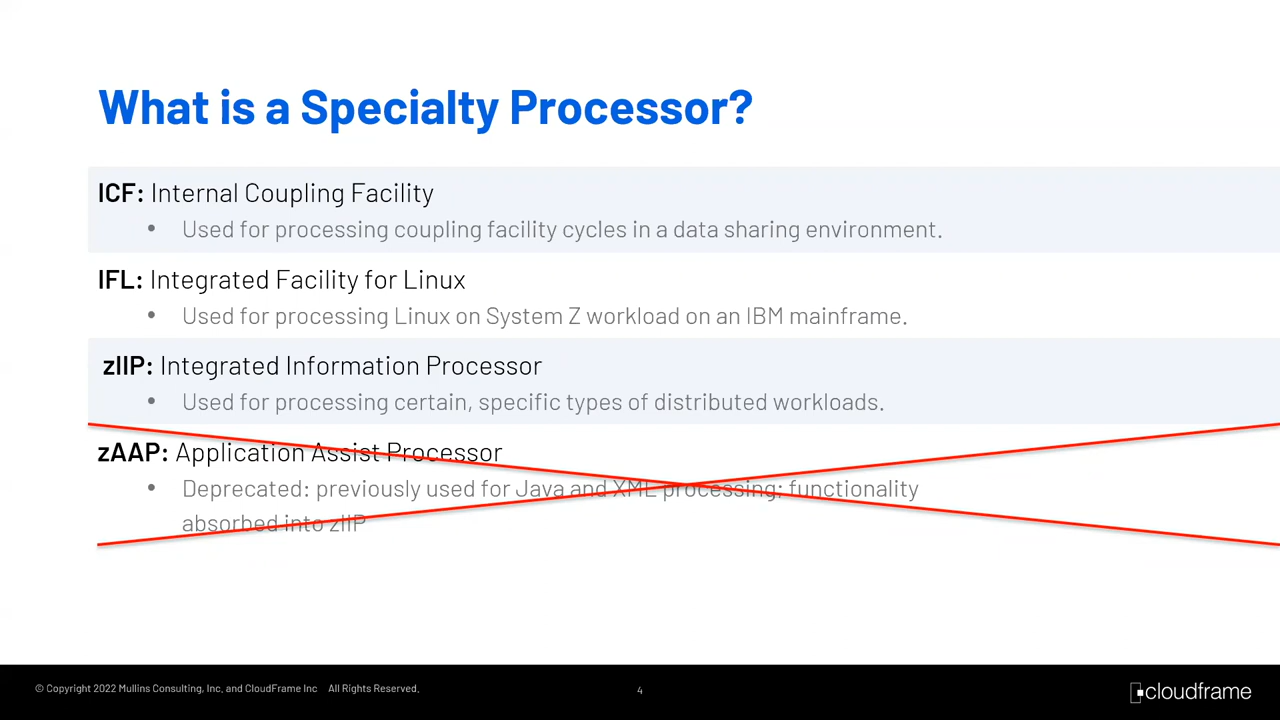 What is a Specialty Processor?
ICF: Internal Coupling Facility
• Used for processing coupling facility cycles in a data sharing environment.
IFL: Integrated Facility for Linux
• Used for processing Linux on System Z workload on an IBM mainframe.
zIIP: Integrated Information Processor
• Used for processing certain, specific types of distributed workloads.
zAAP: Application Assist Processor
• Deprecated: previously used for Java and XML processing; functionality
absorbed into zIIP
© Copyright 2022 Mullins Consulting, Inc. and CloudFrame Inc All Rights Reserved.
4
cloudframe